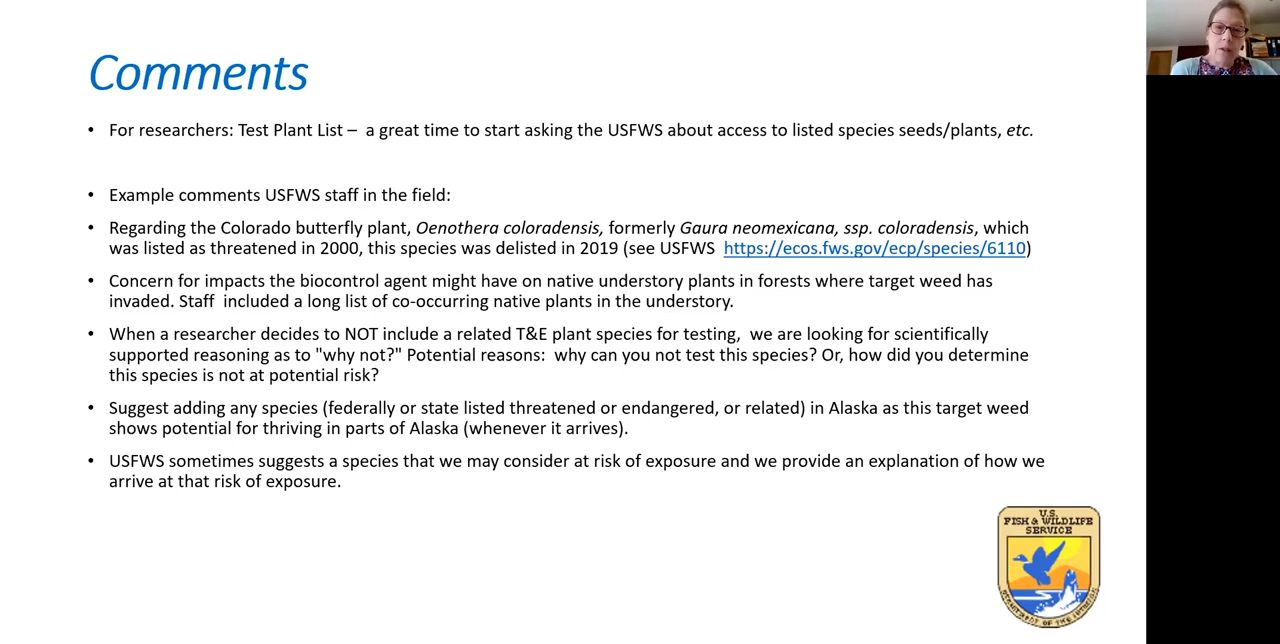 Comments
• For researchers: Test Plant List – a great time to start asking the USFWS about access to listed species seeds/plants, etc.
• Example comments USFWS staff in the field:
• Regarding the Colorado butterfly plant, Oenothera coloradensis, formerly Gaura neomexicana, ssp. coloradensis, which
was listed as threatened in 2000, this species was delisted in 2019 (see USFWS https://ecos.fws.gov/ecp/species/6110)
• Concern for impacts the biocontrol agent might have on native understory plants in forests where target weed has
invaded. Staff included a long list of co-occurring native plants in the understory.
• When a researcher decides to NOT include a related T&E plant species for testing, we are looking for scientifically
supported reasoning as to "why not?" Potential reasons: why can you not test this species? Or, how did you determine
this species is not at potential risk?
• Suggest adding any species (federally or state listed threatened or endangered, or related) in Alaska as this target weed
shows potential for thriving in parts of Alaska (whenever it arrives).
• USFWS sometimes suggests a species that we may consider at risk of exposure and we provide an explanation of how we
arrive at that risk of exposure.
U.S.
FISH & WILDLIFE
SERVICE
DEPARTMENT OF THE INTERIOR